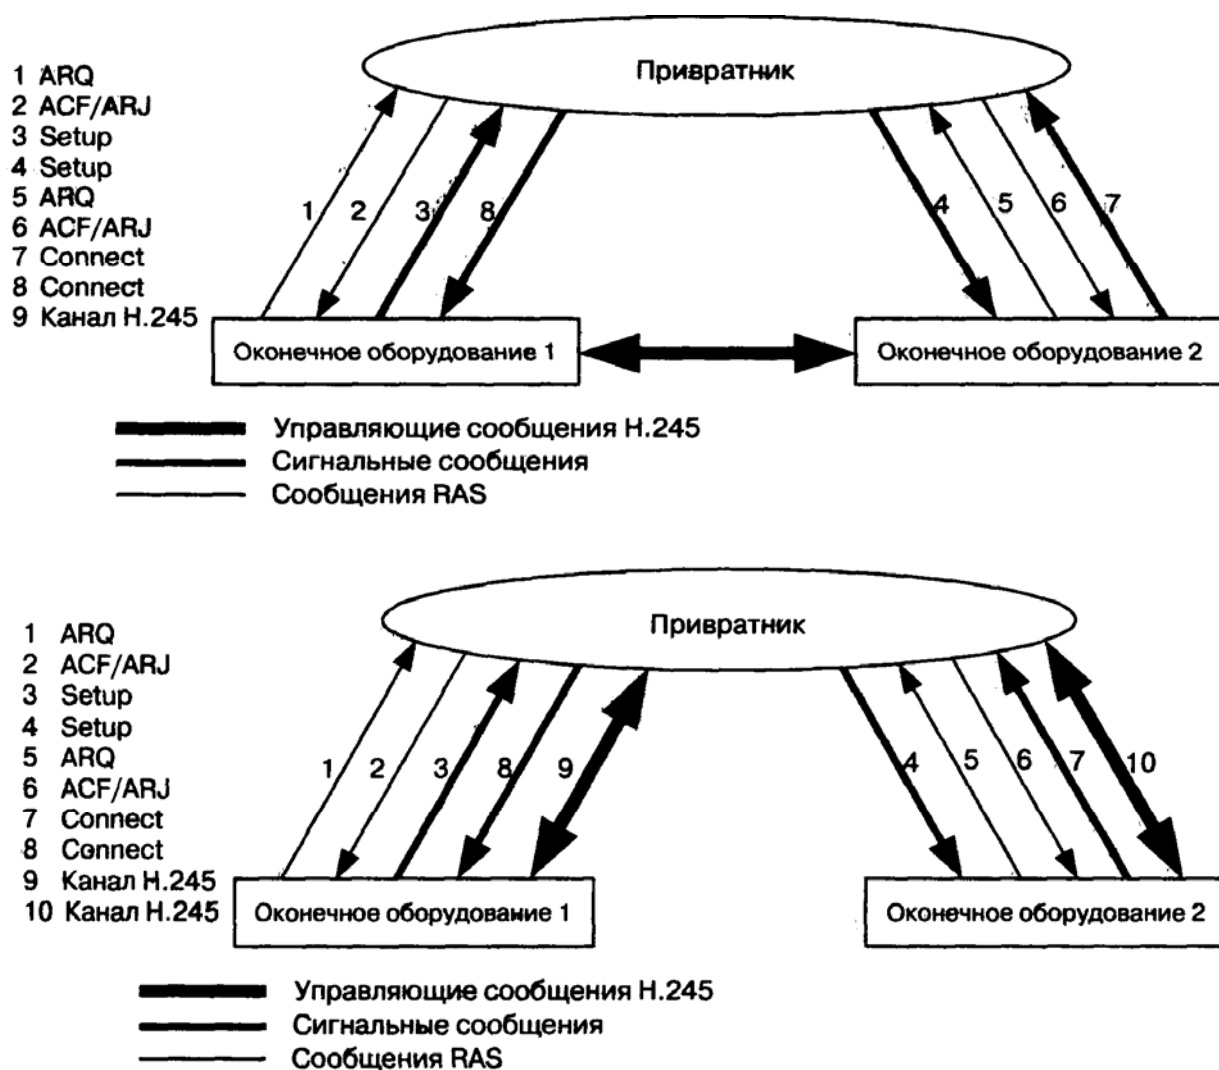 Привратник
1 ARQ
2 ACF/ARJ
3 Setup
4 Setup
5 ARQ
6 ACF/ARJ
7 Connect
8 Connect
9 Канал H.245
1 2 3 8 4 5 6 7
Оконечное оборудование 1 Оконечное оборудование 2
Управляющие сообщения H.245
Сигнальные сообщения
Сообщения RAS
Привратник
1 ARQ
2 ACF/ARJ
3 Setup
4 Setup
5 ARQ
6 ACF/ARJ
7 Connect
8 Connect
9 Канал H.245
10 Канал H.245
1 2 3 8 9 4 5 6 7 10
Оконечное оборудование 1 Оконечное оборудование 2
Управляющие сообщения H.245
Сигнальные сообщения
Сообщения RAS